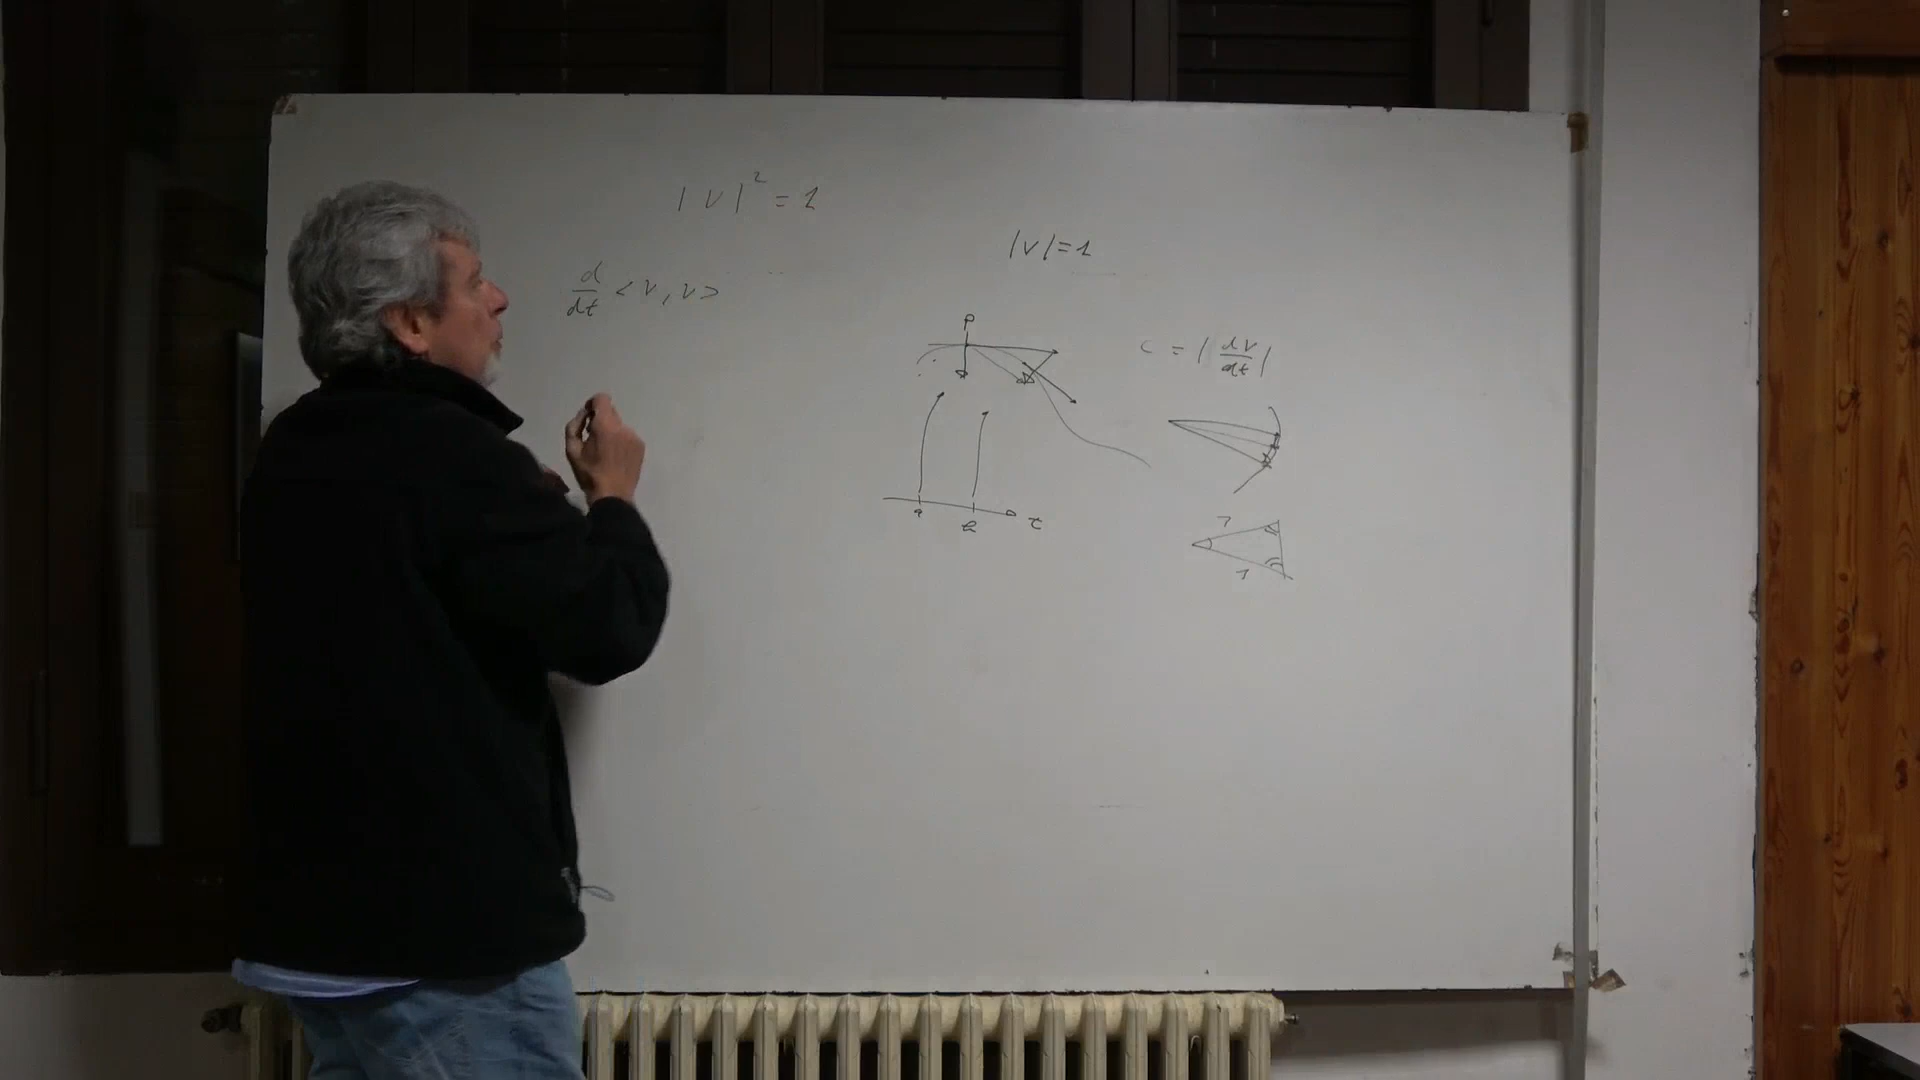 |v|² = 1
d/dt <v, v>
|v| = 1
P
c = |dv/dt|
a
b
t
1
1